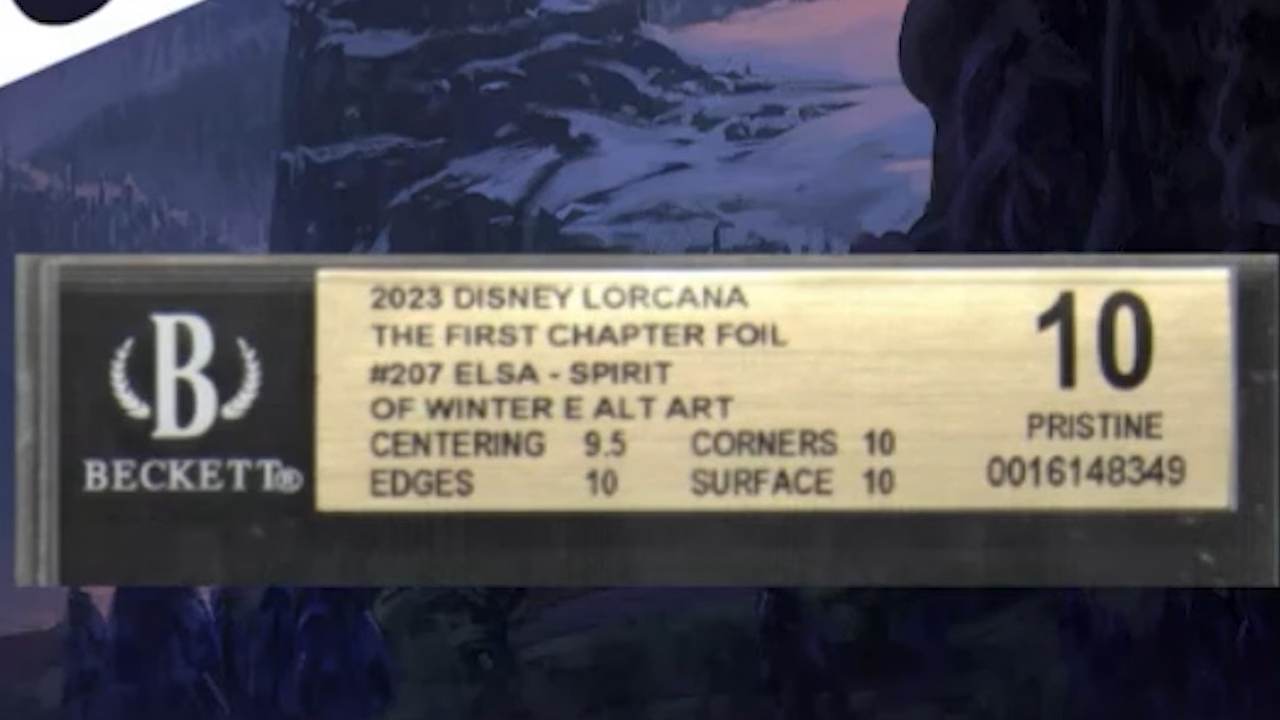 B
BECKETT®
2023 DISNEY LORCANA
THE FIRST CHAPTER FOIL
#207 ELSA - SPIRIT
OF WINTER E ALT ART
CENTERING 9.5 CORNERS 10
EDGES 10 SURFACE 10
10
PRISTINE
0016148349